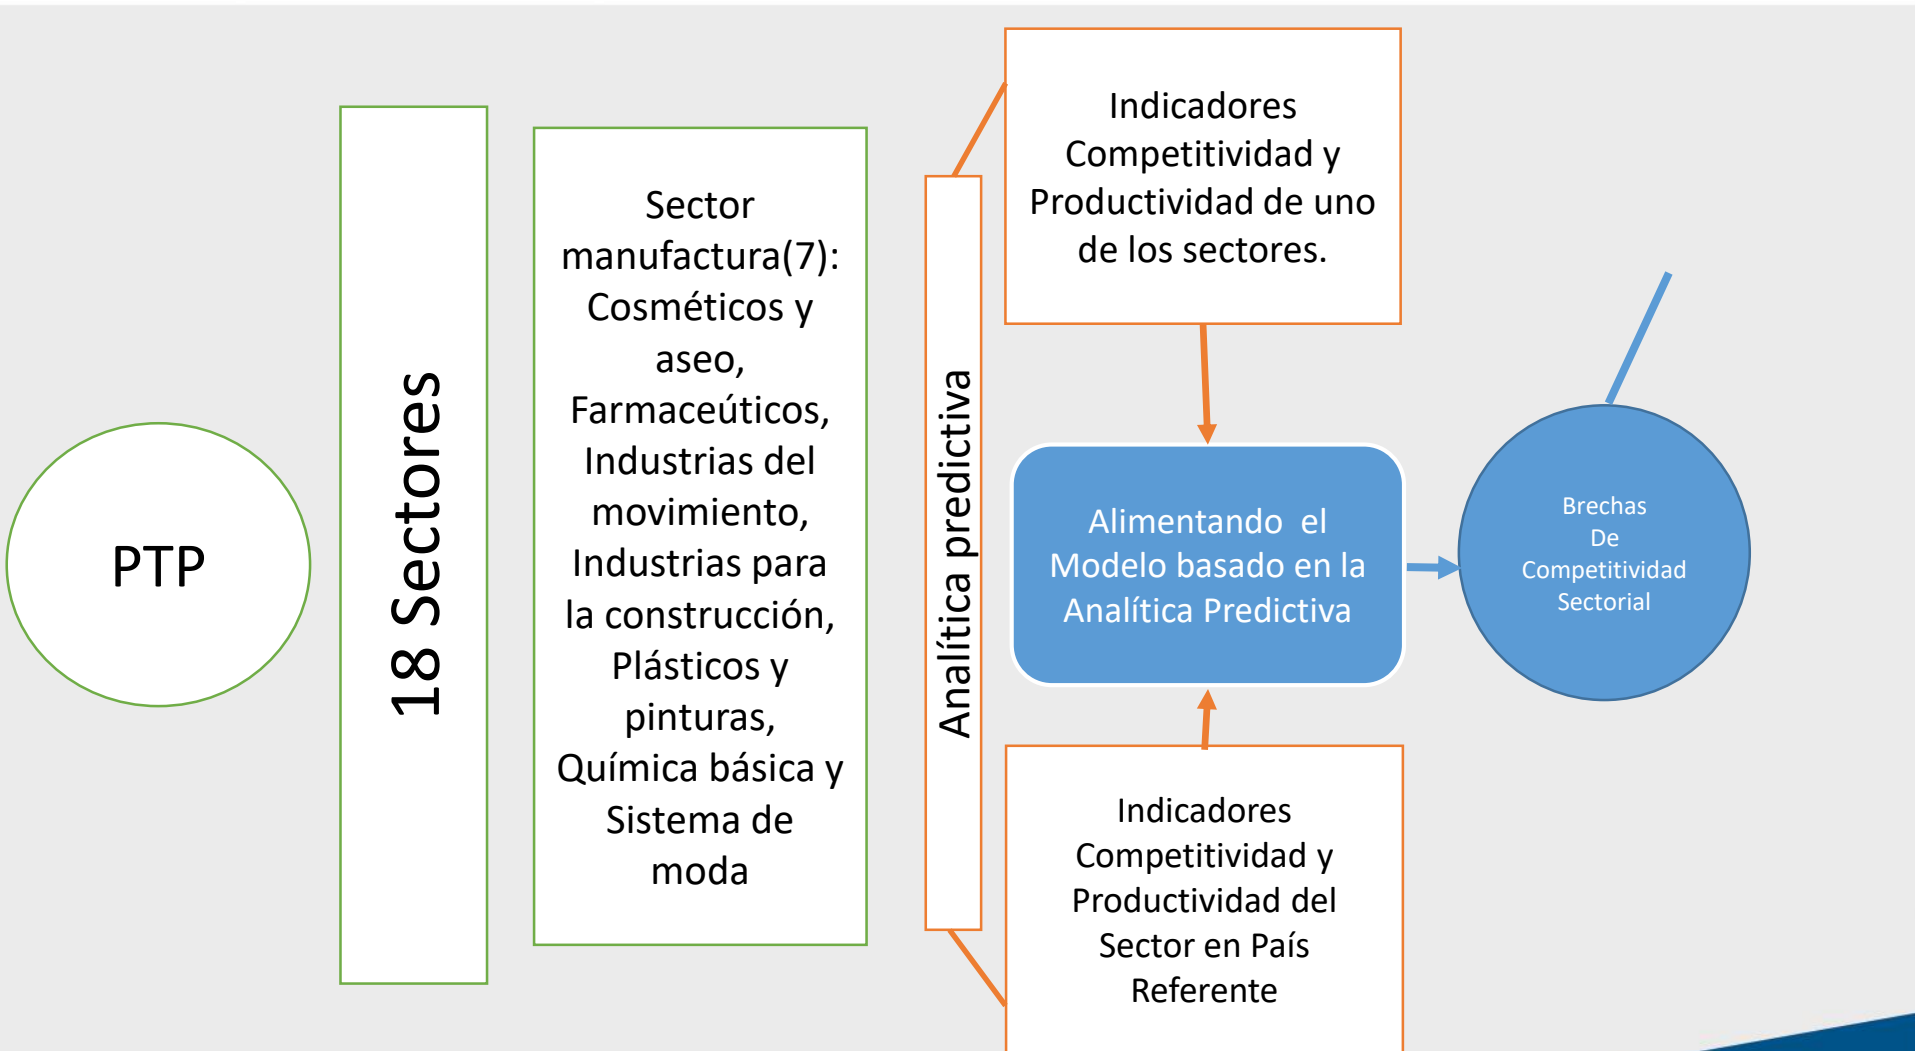 PTP
18 Sectores
Sector
manufactura(7):
Cosméticos y
aseo,
Farmaceúticos,
Industrias del
movimiento,
Industrias para
la construcción,
Plásticos y
pinturas,
Química básica y
Sistema de
moda
Analítica predictiva
Indicadores
Competitividad y
Productividad de uno
de los sectores.
Alimentando el
Modelo basado en la
Analítica Predictiva
Indicadores
Competitividad y
Productividad del
Sector en País
Referente
Brechas
De
Competitividad
Sectorial